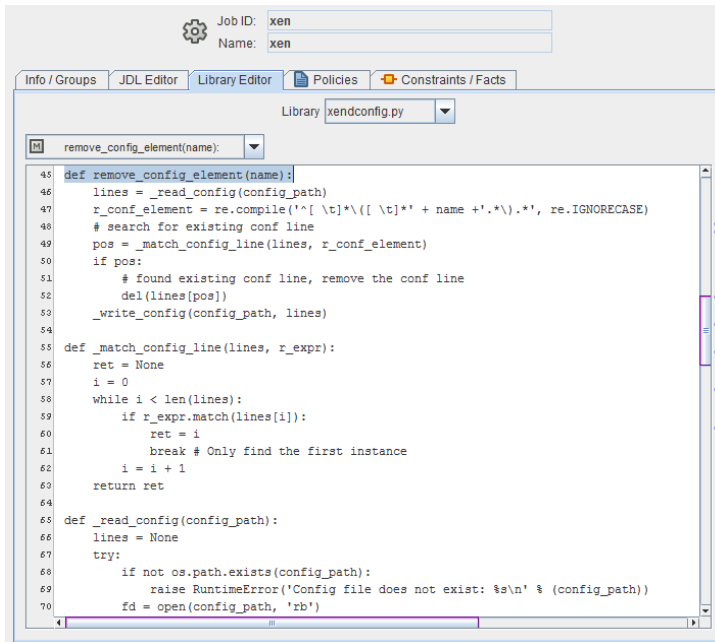 Job ID: xen
Name: xen
Info / Groups JDL Editor Library Editor Policies Constraints / Facts
Library xendconfig.py
M remove_config_element(name):
45 def remove_config_element(name):
46     lines = _read_config(config_path)
47     r_conf_element = re.compile('^[ \t]*\([ \t]*' + name +'.*\).*', re.IGNORECASE)
48     # search for existing conf line
49     pos = _match_config_line(lines, r_conf_element)
50     if pos:
51         # found existing conf line, remove the conf line
52         del(lines[pos])
53     _write_config(config_path, lines)
54
55 def _match_config_line(lines, r_expr):
56     ret = None
57     i = 0
58     while i < len(lines):
59         if r_expr.match(lines[i]):
60             ret = i
61             break # Only find the first instance
62         i = i + 1
63     return ret
64
65 def _read_config(config_path):
66     lines = None
67     try:
68         if not os.path.exists(config_path):
69             raise RuntimeError('Config file does not exist: %s\n' % (config_path))
70         fd = open(config_path, 'rb')